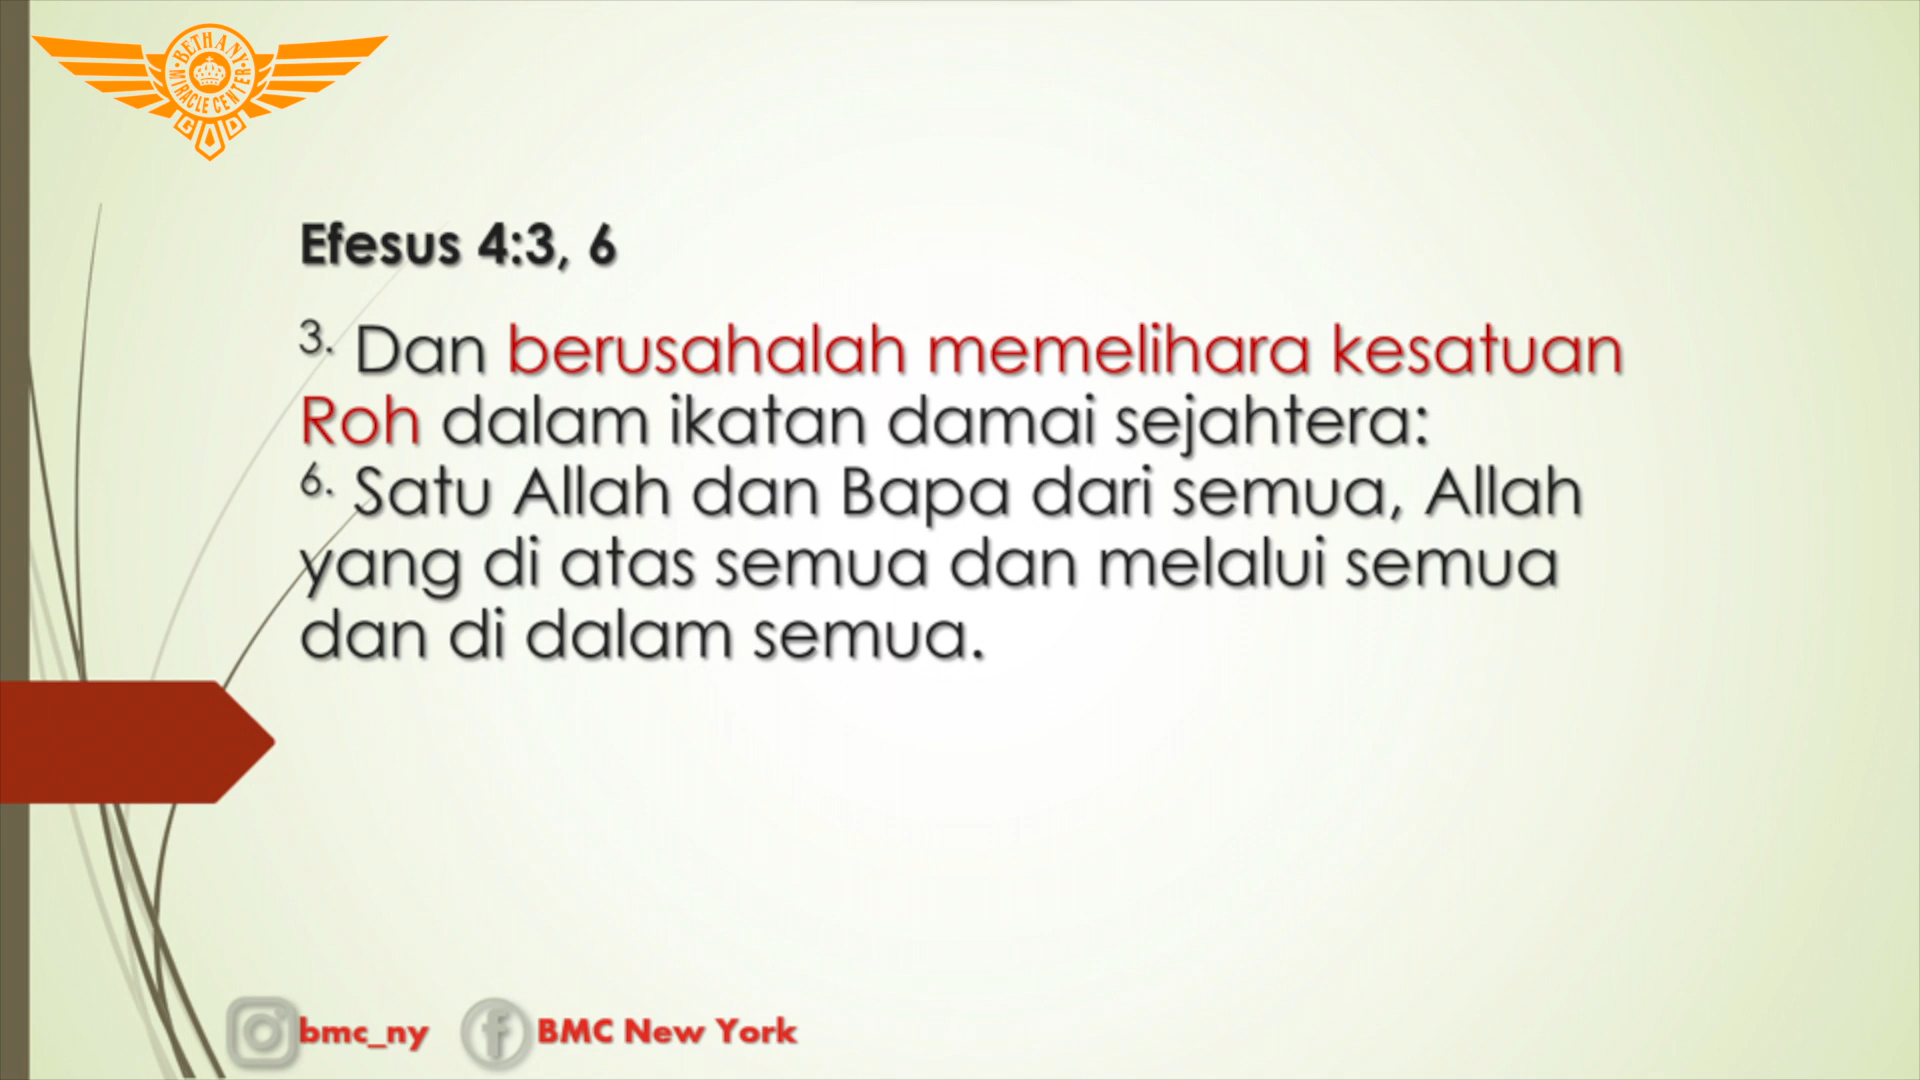 BETHANY
MIRACLE CENTER
GAD
Efesus 4:3, 6
3. Dan berusahalah memelihara kesatuan
Roh dalam ikatan damai sejahtera:
6. Satu Allah dan Bapa dari semua, Allah
yang di atas semua dan melalui semua
dan di dalam semua.
bmc_ny BMC New York